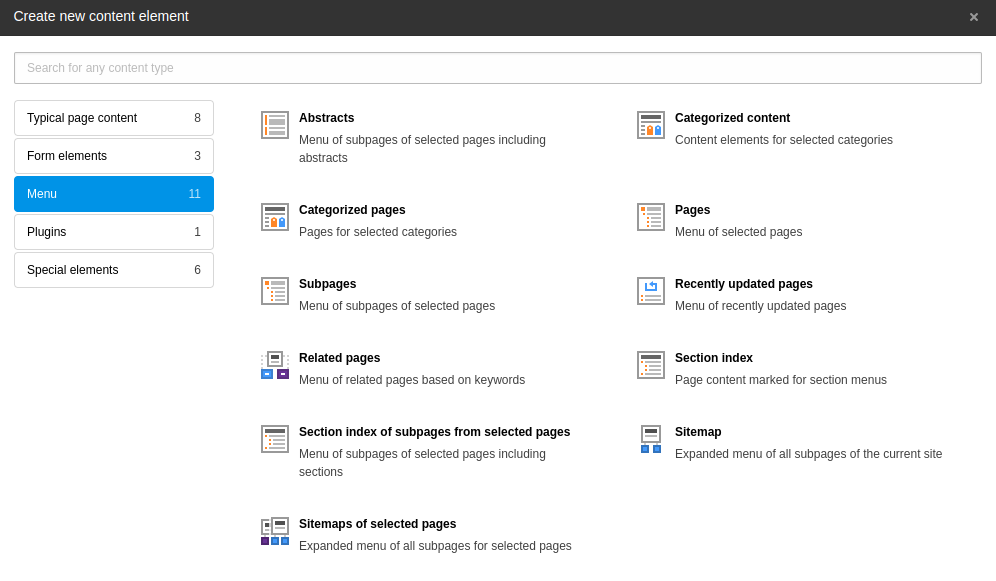 Create new content element
×
Search for any content type
Typical page content 8
Form elements 3
Menu 11
Plugins 1
Special elements 6
Abstracts
Menu of subpages of selected pages including
abstracts
Categorized content
Content elements for selected categories
Categorized pages
Pages for selected categories
Pages
Menu of selected pages
Subpages
Menu of subpages of selected pages
Recently updated pages
Menu of recently updated pages
Related pages
Menu of related pages based on keywords
Section index
Page content marked for section menus
Section index of subpages from selected pages
Menu of subpages of selected pages including
sections
Sitemap
Expanded menu of all subpages of the current site
Sitemaps of selected pages
Expanded menu of all subpages for selected pages